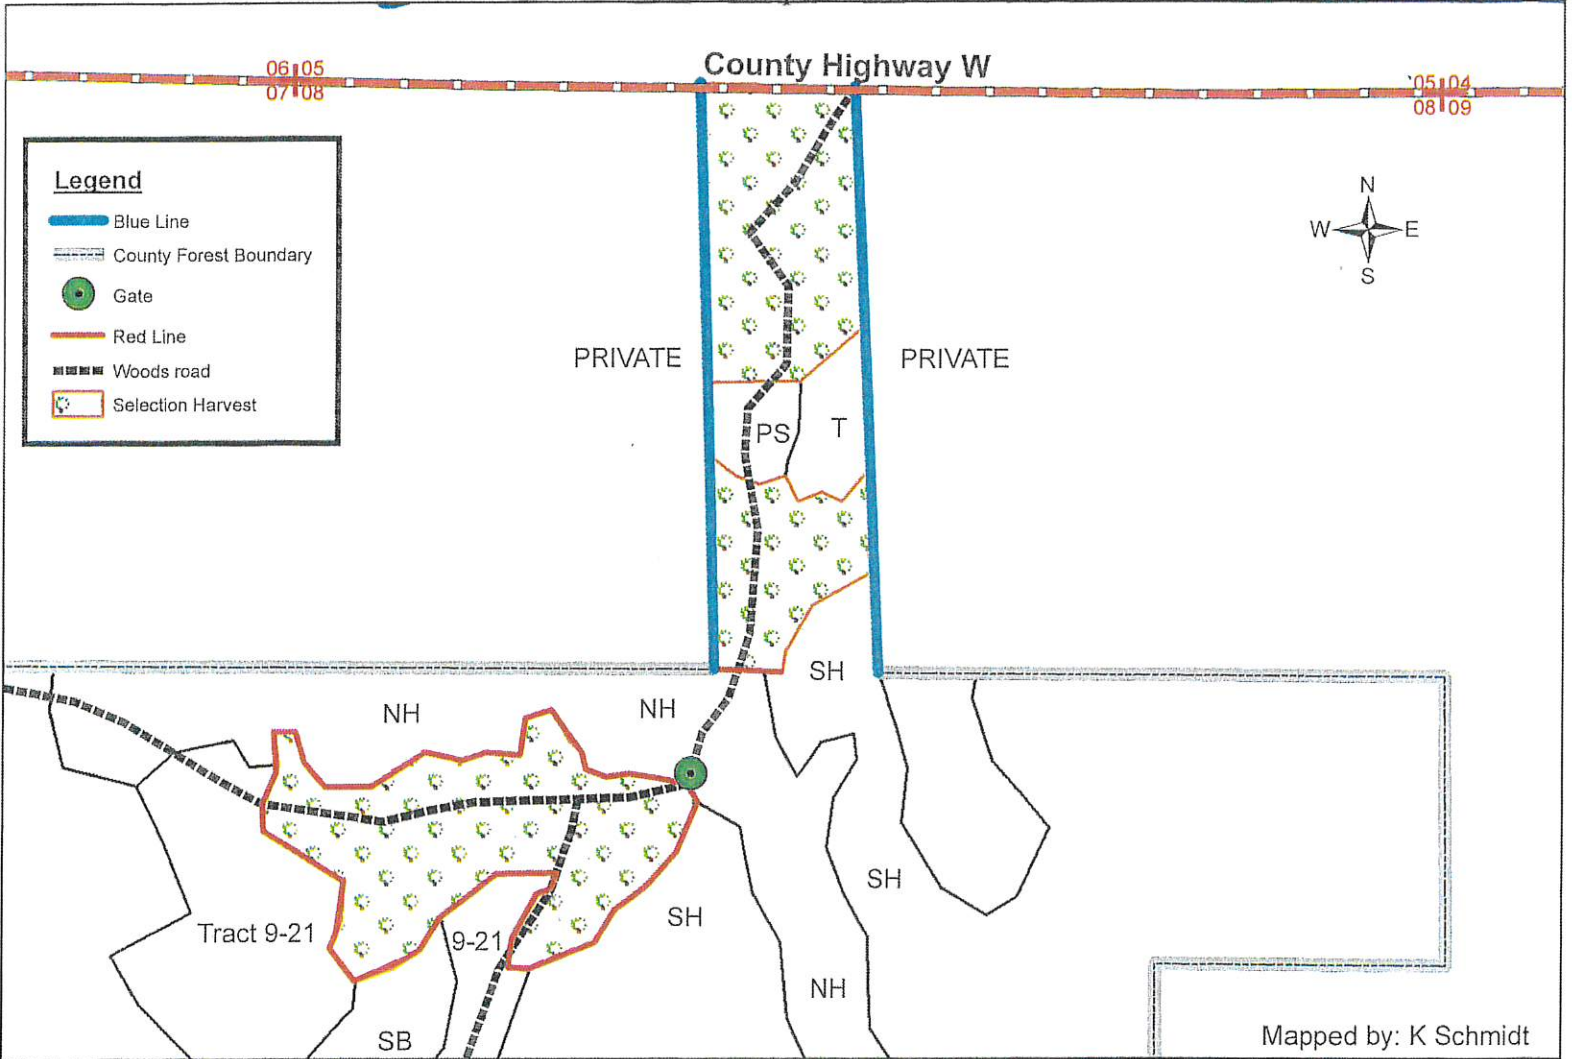 County Highway W
06 05
07 08
05 04
08 09
Legend
Blue Line
County Forest Boundary
Gate
Red Line
Woods road
Selection Harvest
N
W E
S
PRIVATE
PRIVATE
PS
T
SH
NH
NH
SH
Tract 9-21
9-21
SH
NH
SB
Mapped by: K Schmidt